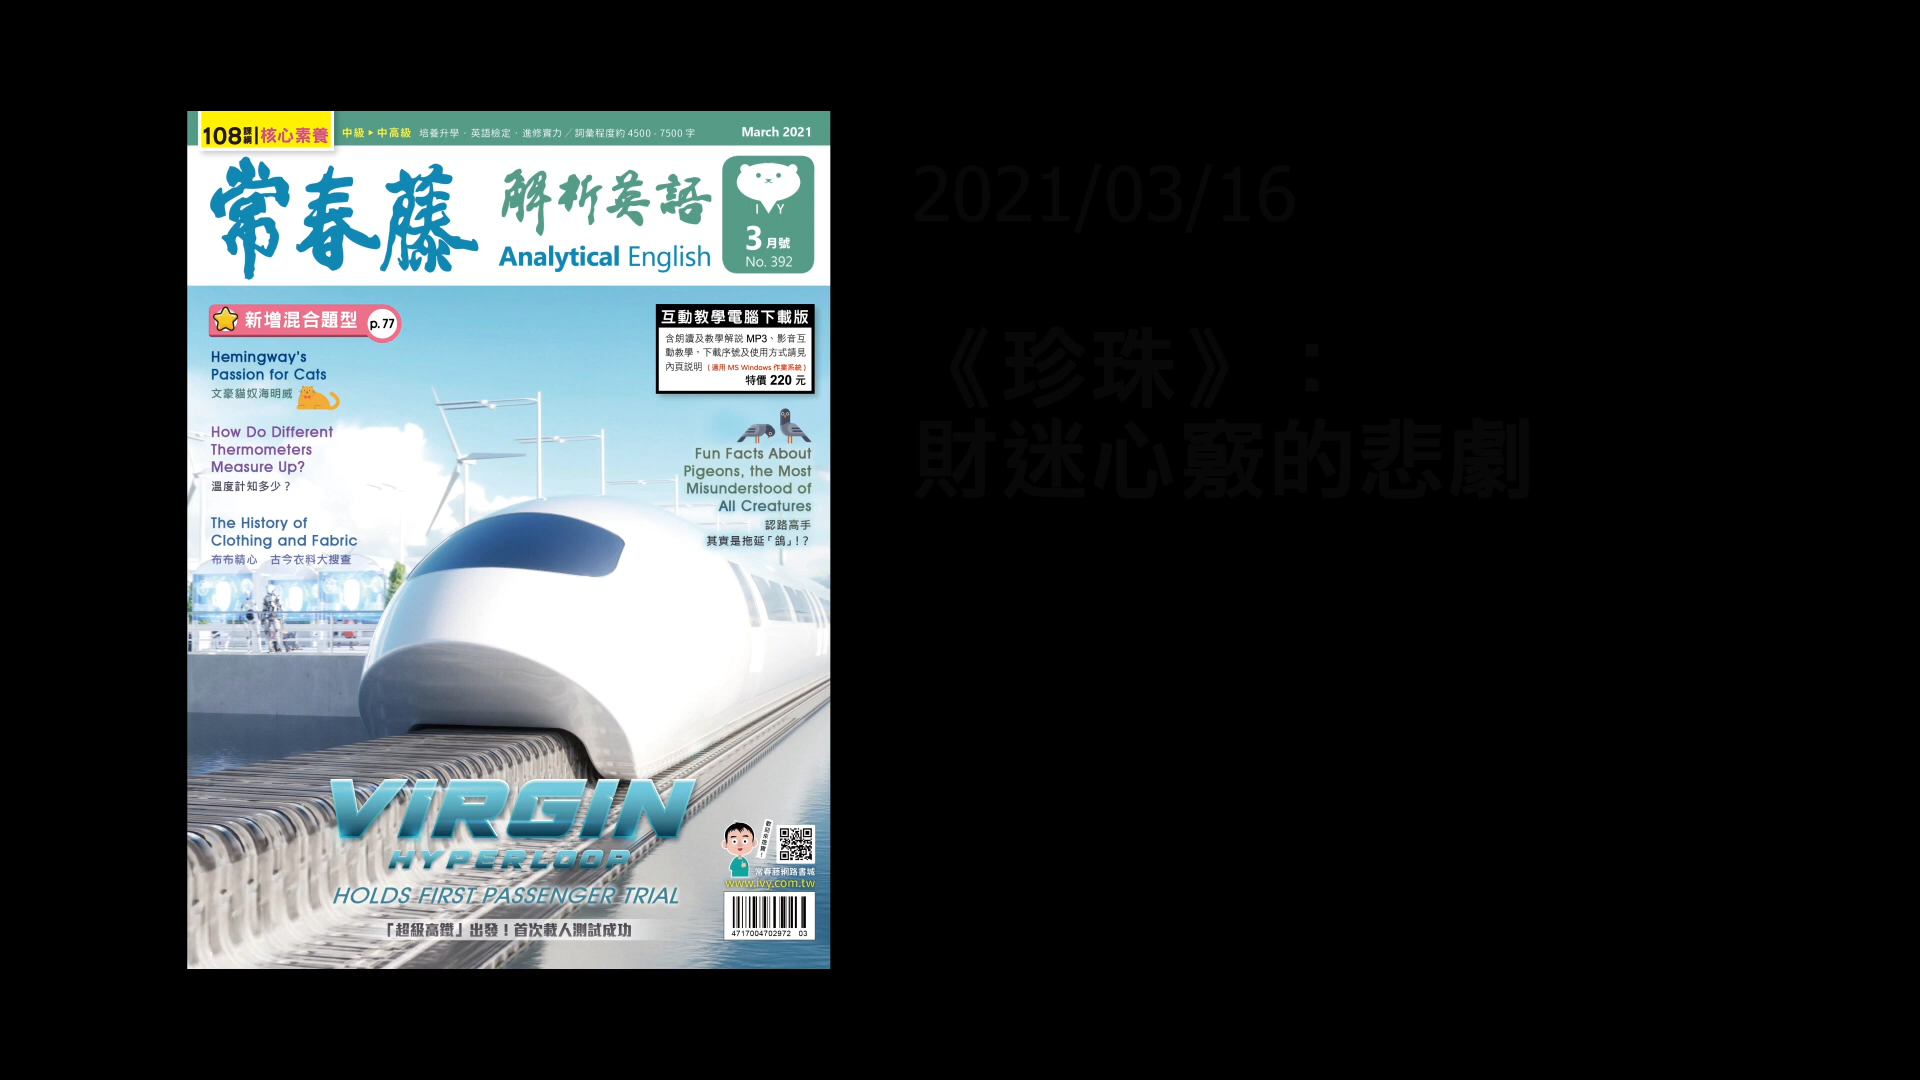 108課綱 核心素養
中級▸中高級 培養升學・英語檢定・進修實力／詞彙程度約 4500 - 7500 字
March 2021
常春藤 解析英語
Analytical English
IVY
3月號
No. 392
新增混合題型 p.77
Hemingway's
Passion for Cats
文豪貓奴海明威
How Do Different
Thermometers
Measure Up?
溫度計知多少？
The History of
Clothing and Fabric
布布精心 古今衣料大搜查
互動教學電腦下載版
含朗讀及教學解說 MP3、影音互
動教學，下載序號及使用方式請見
內頁說明（適用 MS Windows 作業系統）
特價 220 元
Fun Facts About
Pigeons, the Most
Misunderstood of
All Creatures
認路高手
其實是拖延「鴿」!?
VIRGIN
HYPERLOOP
HOLDS FIRST PASSENGER TRIAL
「超級高鐵」出發！首次載人測試成功
常春藤網路書城
www.ivy.com.tw
4717004702972 03
2021/03/16
《珍珠》：
財迷心竅的悲劇